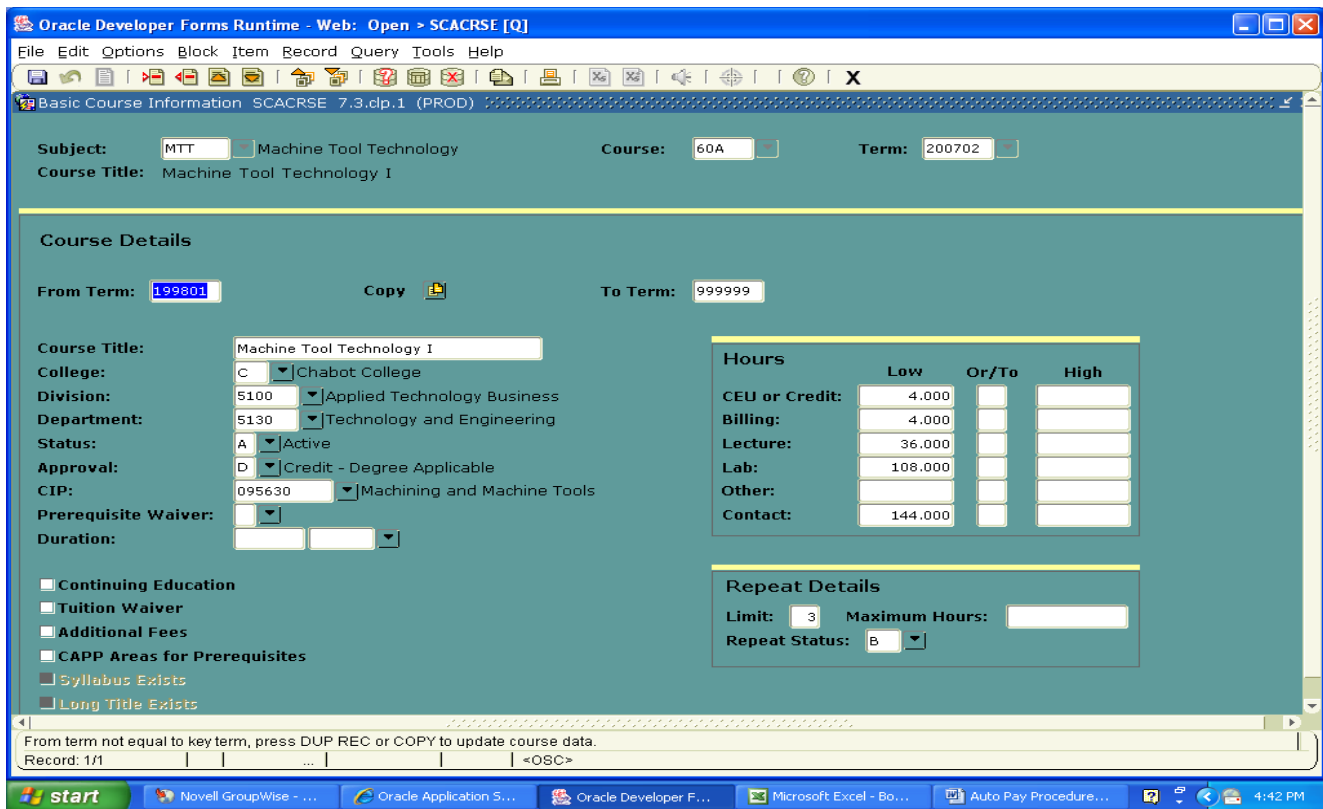 Oracle Developer Forms Runtime - Web: Open > SCACRSE [Q]
File Edit Options Block Item Record Query Tools Help
Basic Course Information SCACRSE 7.3.clp.1 (PROD)
Subject: MTT Machine Tool Technology Course: 60A Term: 200702
Course Title: Machine Tool Technology I
Course Details
From Term: 199801 Copy To Term: 999999
Course Title: Machine Tool Technology I
College: C Chabot College
Division: 5100 Applied Technology Business
Department: 5130 Technology and Engineering
Status: A Active
Approval: D Credit - Degree Applicable
CIP: 095630 Machining and Machine Tools
Prerequisite Waiver:
Duration:
Hours
Low Or/To High
CEU or Credit: 4.000
Billing: 4.000
Lecture: 36.000
Lab: 108.000
Other:
Contact: 144.000
Continuing Education
Tuition Waiver
Additional Fees
CAPP Areas for Prerequisites
Syllabus Exists
Long Title Exists
Repeat Details
Limit: 3 Maximum Hours:
Repeat Status: B
From term not equal to key term, press DUP REC or COPY to update course data.
Record: 1/1 ... <OSC>
start Novell GroupWise - ... Oracle Application S... Oracle Developer F... Microsoft Excel - Bo... Auto Pay Procedure... 4:42 PM